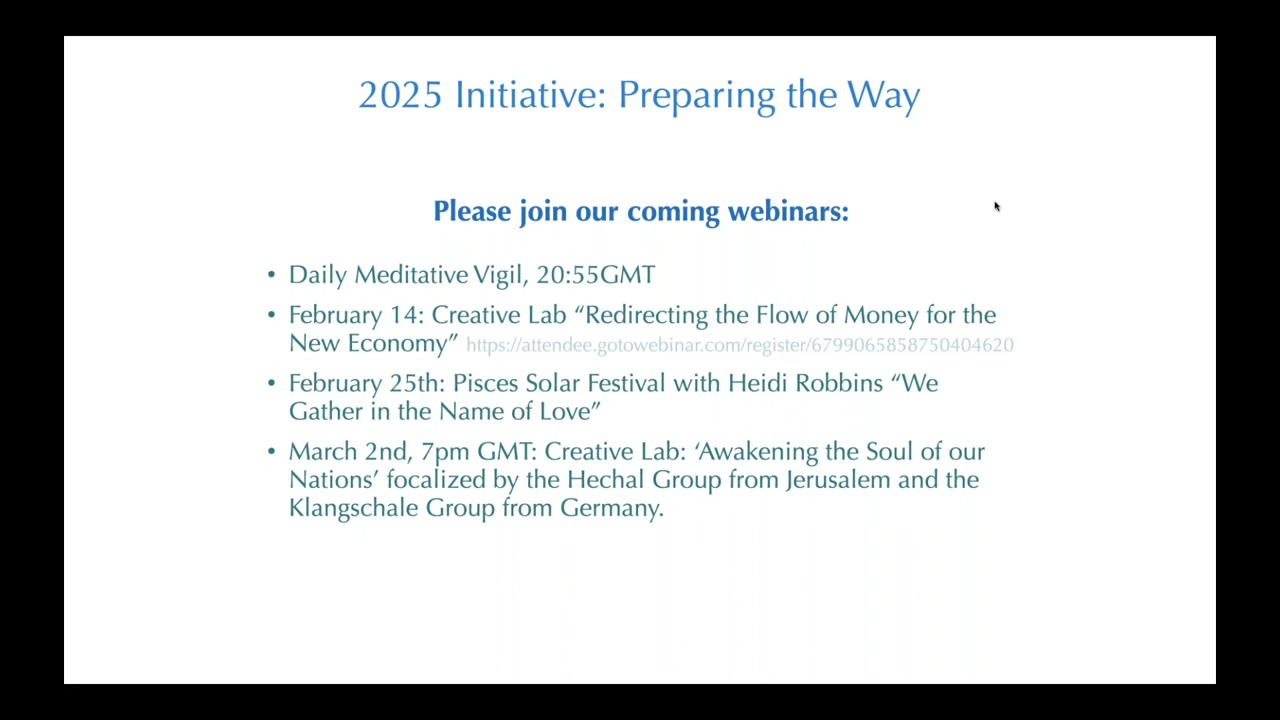 2025 Initiative: Preparing the Way
Please join our coming webinars:
• Daily Meditative Vigil, 20:55GMT
• February 14: Creative Lab “Redirecting the Flow of Money for the
New Economy” https://attendee.gotowebinar.com/register/6799065858750404620
• February 25th: Pisces Solar Festival with Heidi Robbins “We
Gather in the Name of Love”
• March 2nd, 7pm GMT: Creative Lab: ‘Awakening the Soul of our
Nations’ focalized by the Hechal Group from Jerusalem and the
Klangschale Group from Germany.